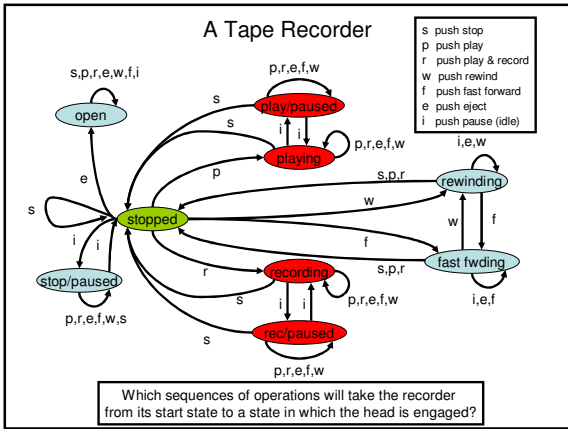 A Tape Recorder
s push stop
p push play
r push play & record
w push rewind
f push fast forward
e push eject
i push pause (idle)
s,p,r,e,w,f,i
open
p,r,e,f,w
s
play/paused
s
i
i
playing
p,r,e,f,w
p
e
s
stopped
i,e,w
s,p,r
rewinding
w
w
f
f
s,p,r
fast fwding
i,e,f
i
i
stop/paused
p,r,e,f,w,s
r
recording
s
p,r,e,f,w
i
i
s
rec/paused
p,r,e,f,w
Which sequences of operations will take the recorder
from its start state to a state in which the head is engaged?